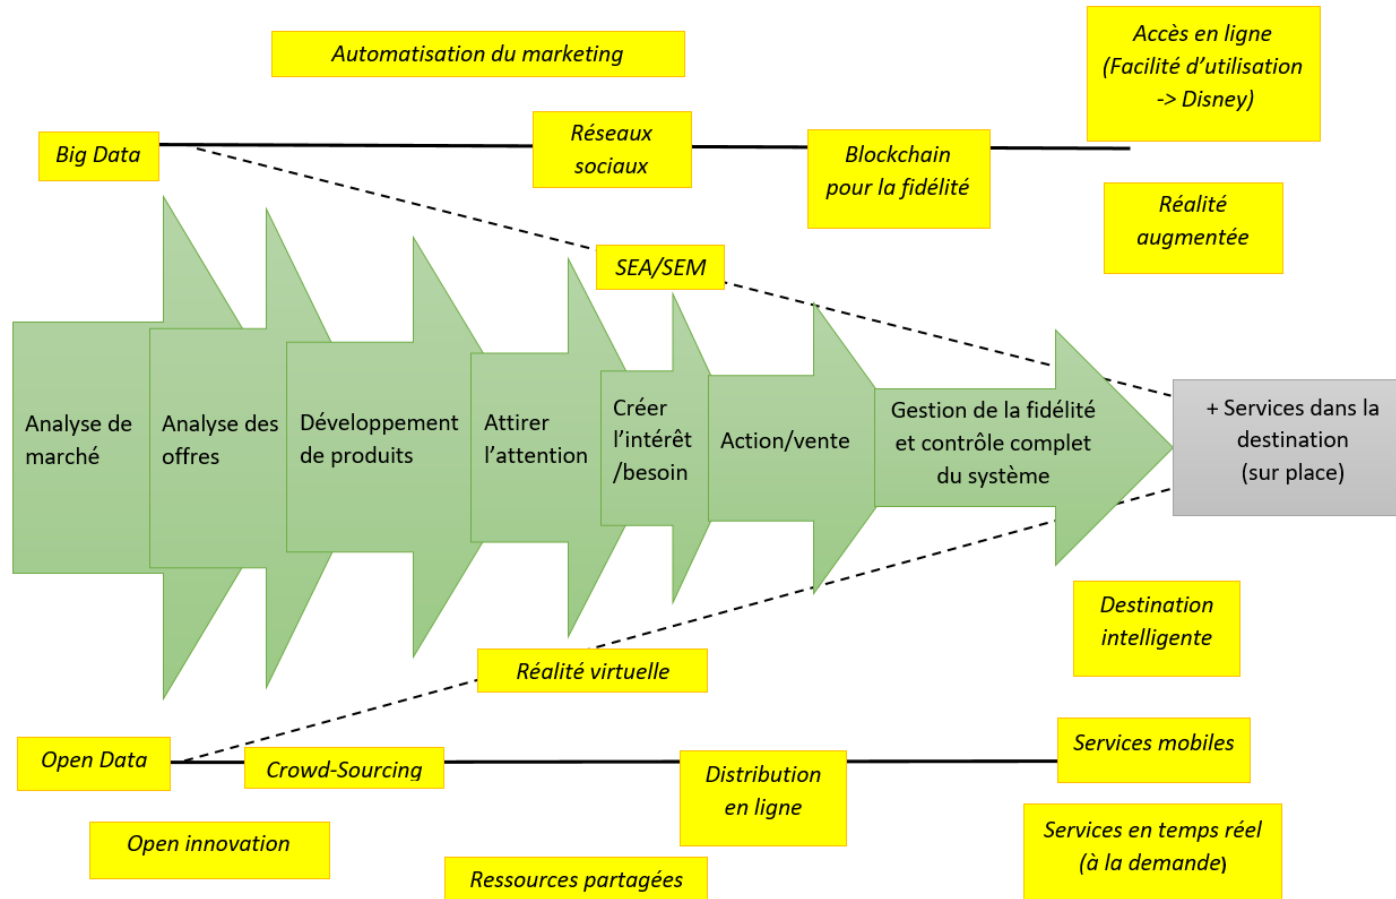 Automatisation du marketing
Accès en ligne
(Facilité d’utilisation
-> Disney)
Big Data
Réseaux
sociaux
Blockchain
pour la fidélité
Réalité
augmentée
SEA/SEM
Analyse de
marché
Analyse des
offres
Développement
de produits
Attirer
l’attention
Créer
l’intérêt
/besoin
Action/vente
Gestion de la fidélité
et contrôle complet
du système
+ Services dans la
destination
(sur place)
Destination
intelligente
Réalité virtuelle
Open Data
Crowd-Sourcing
Distribution
en ligne
Services mobiles
Open innovation
Ressources partagées
Services en temps réel
(à la demande)